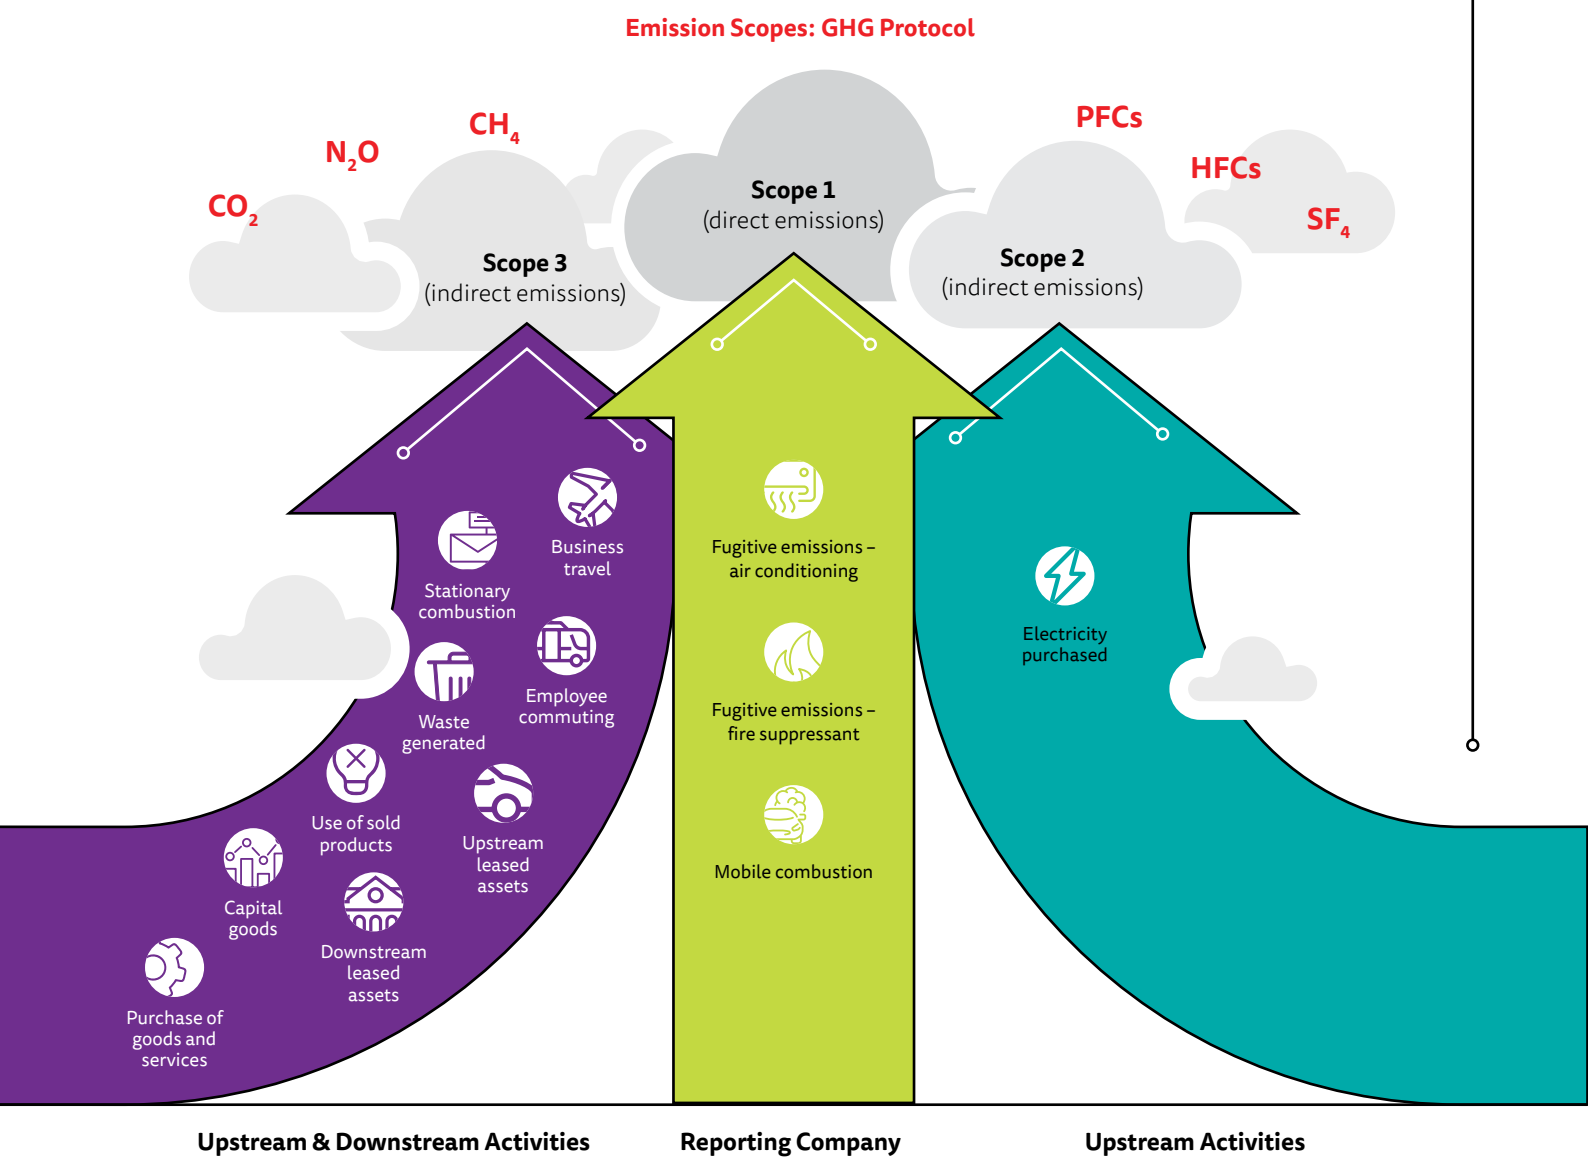 Emission Scopes: GHG Protocol
CO₂
N₂O
CH₄
PFCs
HFCs
SF₄
Scope 1
(direct emissions)
Scope 3
(indirect emissions)
Scope 2
(indirect emissions)
Business
travel
Stationary
combustion
Employee
commuting
Waste
generated
Use of sold
products
Upstream
leased
assets
Capital
goods
Downstream
leased
assets
Purchase of
goods and
services
Fugitive emissions –
air conditioning
Fugitive emissions –
fire suppressant
Mobile combustion
Electricity
purchased
Upstream & Downstream Activities
Reporting Company
Upstream Activities